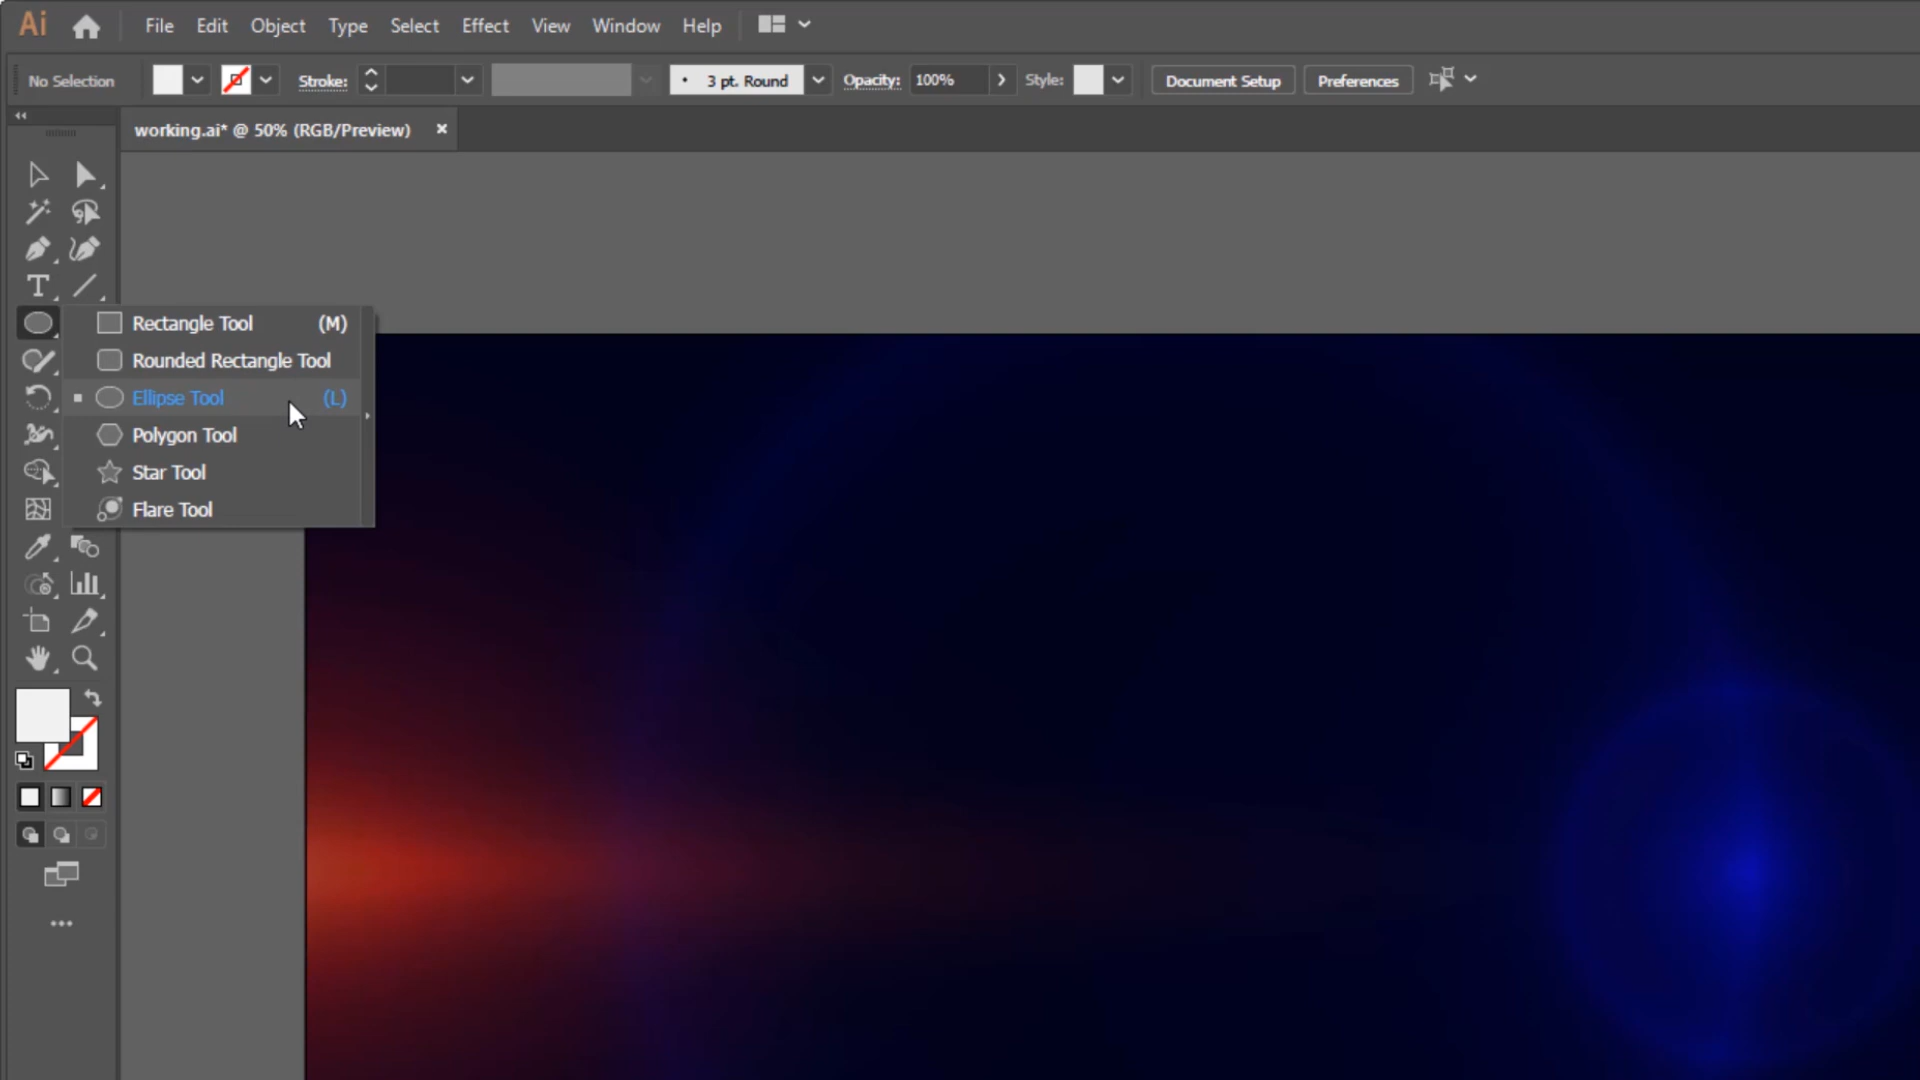 Ai File Edit Object Type Select Effect View Window Help
No Selection Stroke: 3 pt. Round Opacity: 100% Style: Document Setup Preferences
working.ai* @ 50% (RGB/Preview) ×
Rectangle Tool (M)
Rounded Rectangle Tool
Ellipse Tool (L)
Polygon Tool
Star Tool
Flare Tool